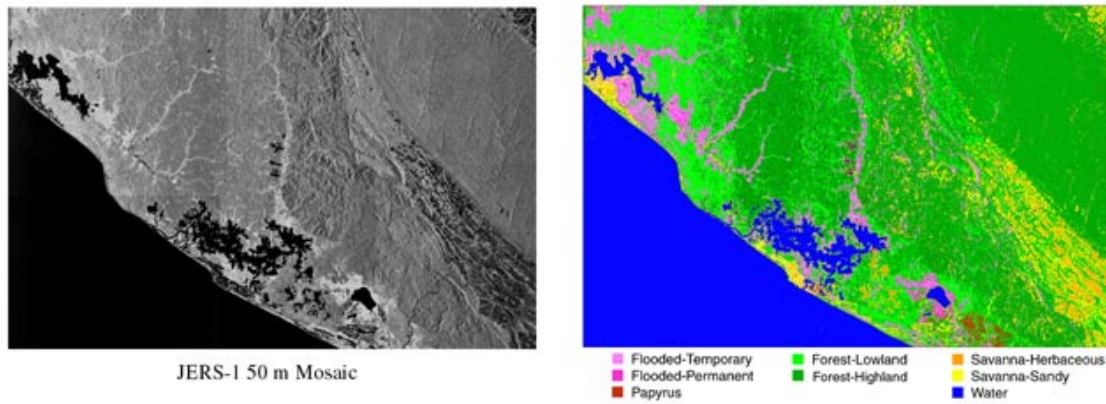 JERS-1 50 m Mosaic
Flooded-Temporary Forest-Lowland Savanna-Herbaceous
Flooded-Permanent Forest-Highland Savanna-Sandy
Papyrus Water